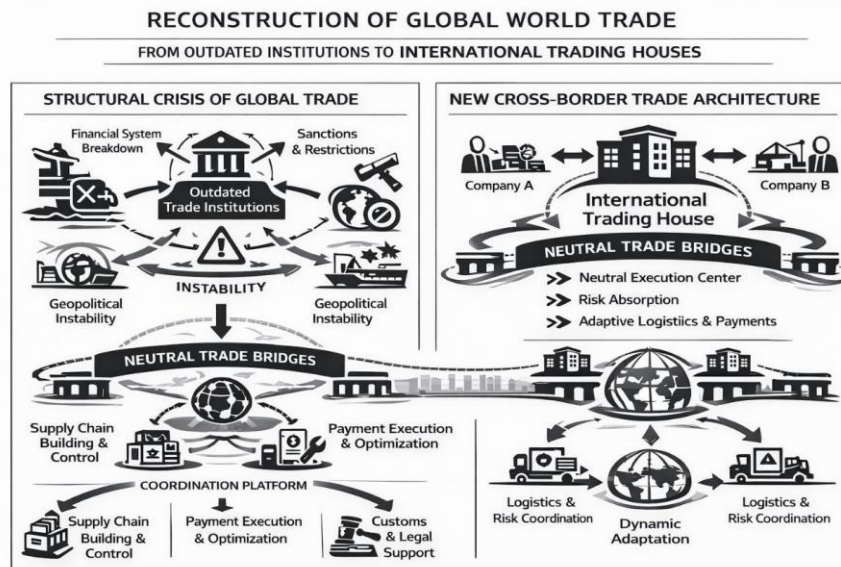 RECONSTRUCTION OF GLOBAL WORLD TRADE
FROM OUTDATED INSTITUTIONS TO INTERNATIONAL TRADING HOUSES
STRUCTURAL CRISIS OF GLOBAL TRADE
Financial System
Breakdown
Sanctions
& Restrictions
Outdated
Trade Institutions
Geopolitical
Instability
INSTABILITY
Geopolitical
Instability
NEUTRAL TRADE BRIDGES
Supply Chain
Building &
Control
Payment Execution
& Optimization
COORDINATION PLATFORM
Supply Chain
Building &
Control
Payment Execution
& Optimization
Customs
& Legal
Support
NEW CROSS-BORDER TRADE ARCHITECTURE
Company A
Company B
International
Trading House
NEUTRAL TRADE BRIDGES
>>> Neutral Execution Center
>>> Risk Absorption
>>> Adaptive Logistiics & Payments
Logistics &
Risk Coordination
Dynamic
Adaptation
Logistics &
Risk Coordination